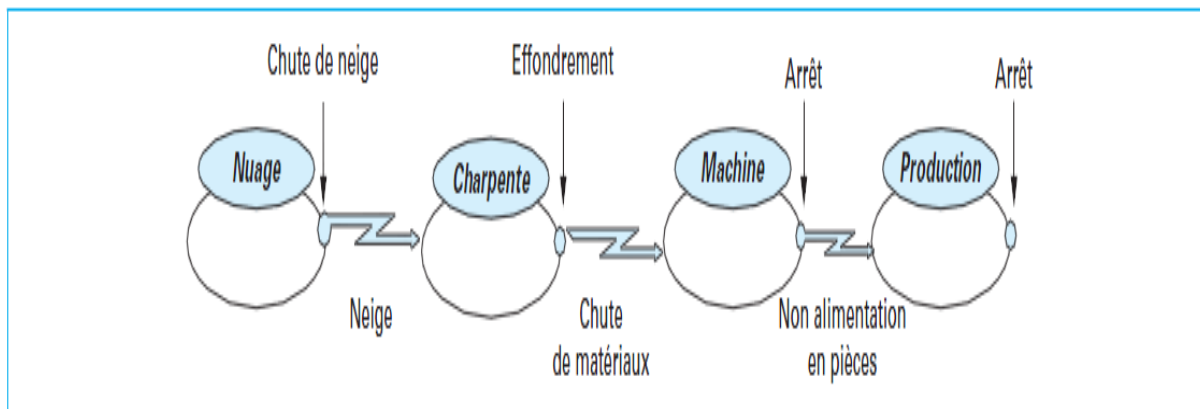 Chute de neige
Effondrement
Arrêt
Arrêt
Nuage
Charpente
Machine
Production
Neige
Chute
de matériaux
Non alimentation
en pièces